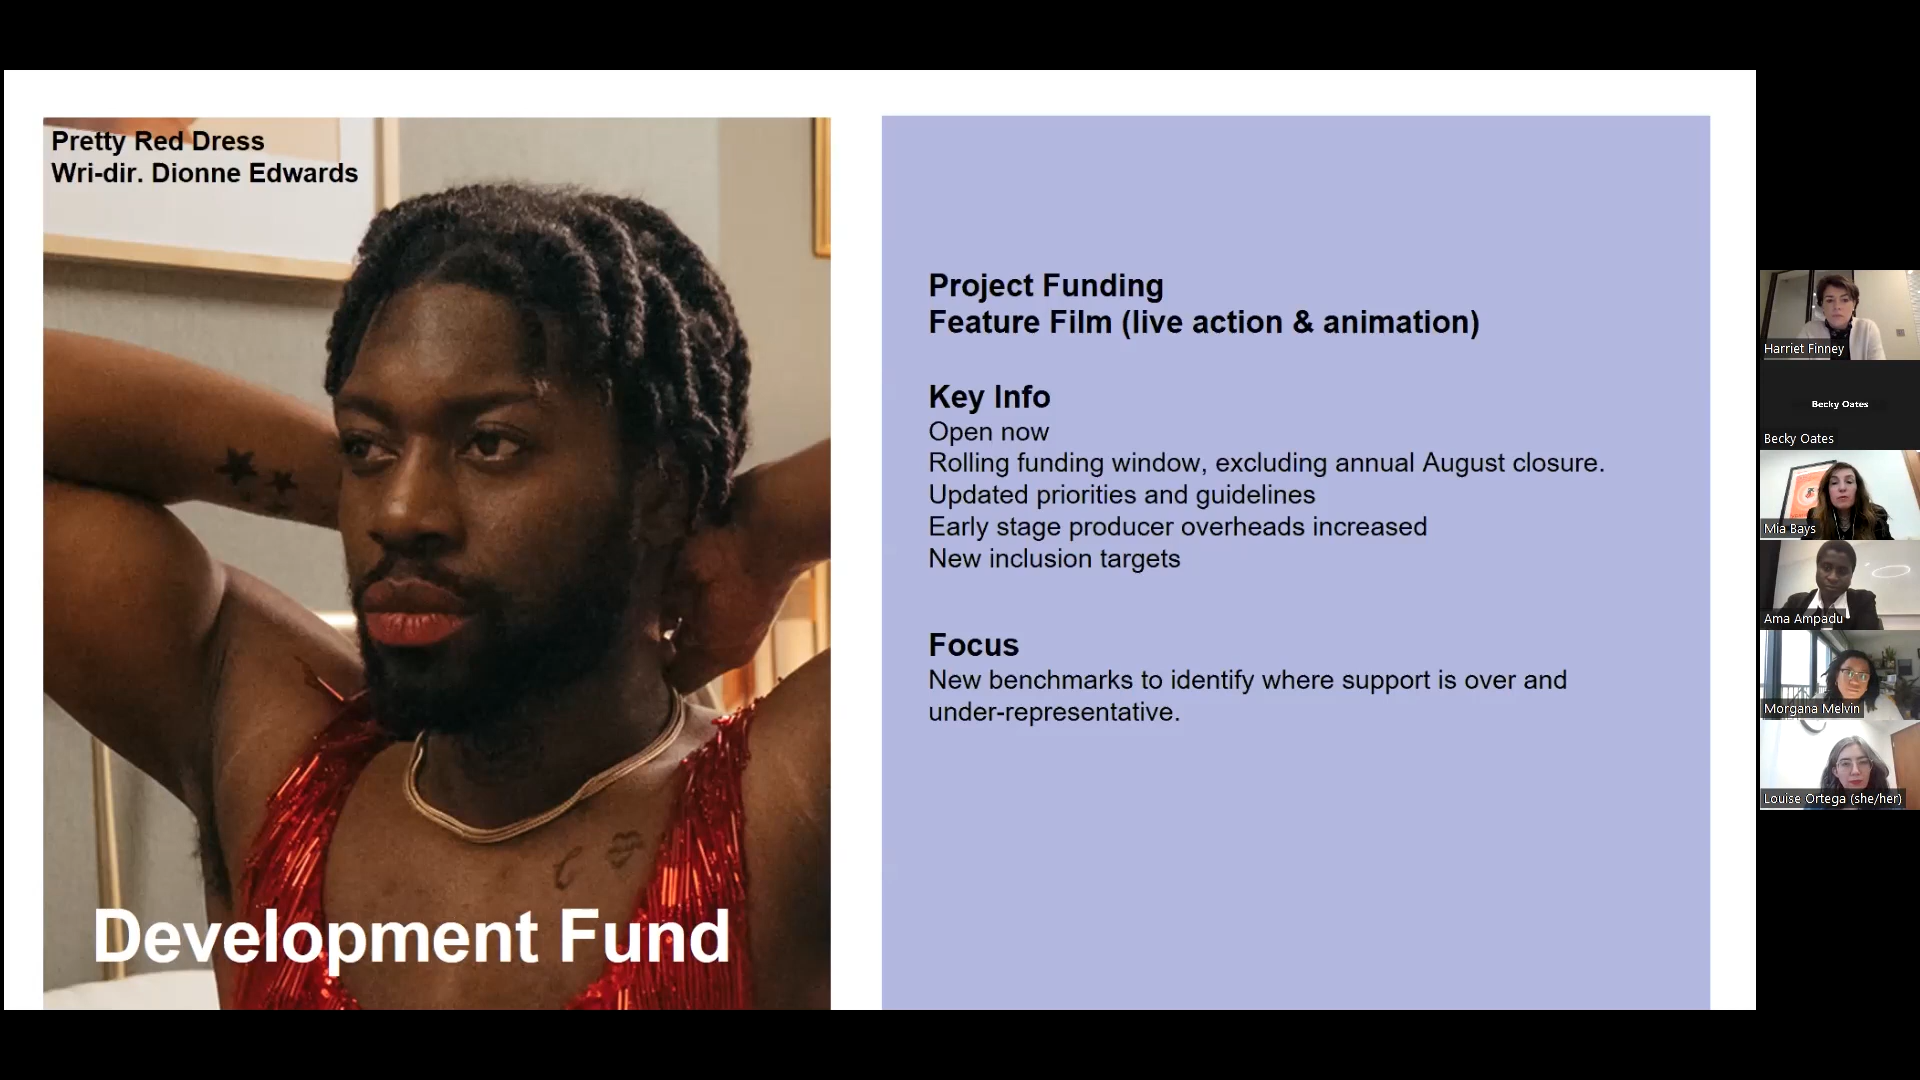 Pretty Red Dress
Wri-dir. Dionne Edwards
Development Fund
Project Funding
Feature Film (live action & animation)
Key Info
Open now
Rolling funding window, excluding annual August closure.
Updated priorities and guidelines
Early stage producer overheads increased
New inclusion targets
Focus
New benchmarks to identify where support is over and
under-representative.
Harriet Finney
Becky Oates
Becky Oates
Mia Bays
Ama Ampadu
Morgana Melvin
Louise Ortega (she/her)